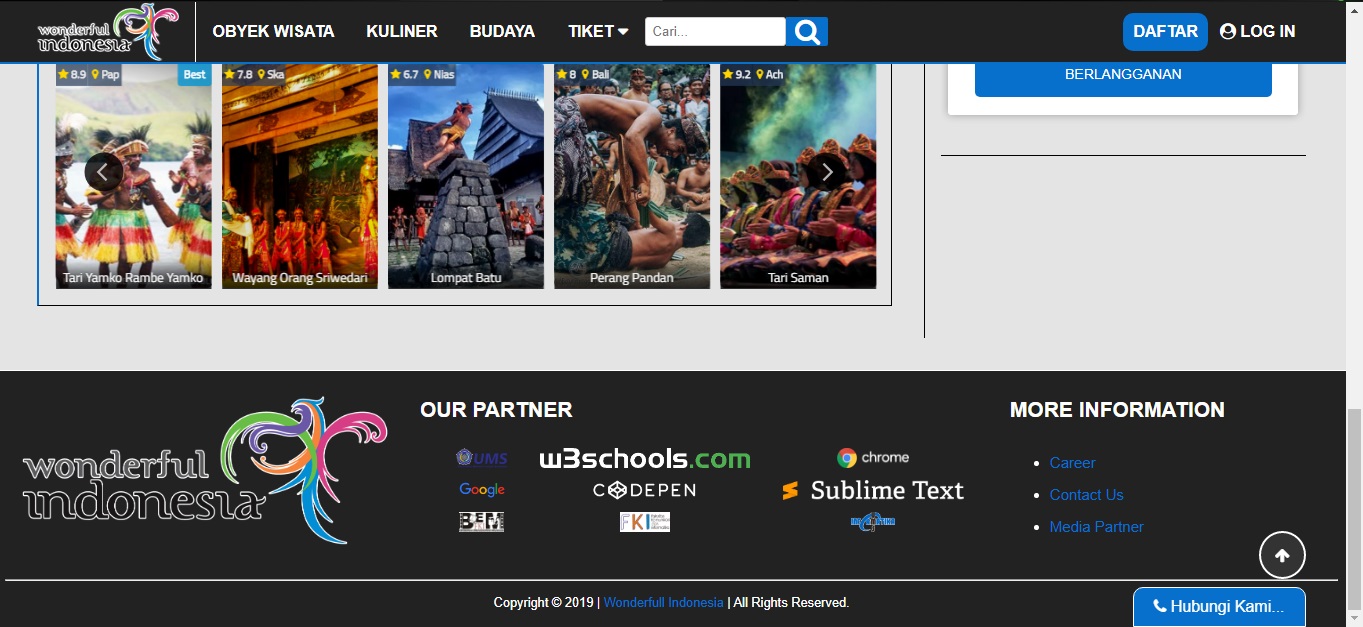 wonderful
indonesia
OBYEK WISATA
KULINER
BUDAYA
TIKET
Cari...
DAFTAR
LOG IN
8.9 Pap
Best
7.8 Ska
6.7 Nias
8 Bali
9.2 Ach
BERLANGGANAN
Tari Yamko Rambe Yamko
Wayang Orang Sriwedari
Lompat Batu
Perang Pandan
Tari Saman
wonderful
indonesia
OUR PARTNER
UMS
w3schools.com
chrome
Google
CODEPEN
Sublime Text
FKI
MORE INFORMATION
Career
Contact Us
Media Partner
Copyright © 2019 | Wonderfull Indonesia | All Rights Reserved.
Hubungi Kami...